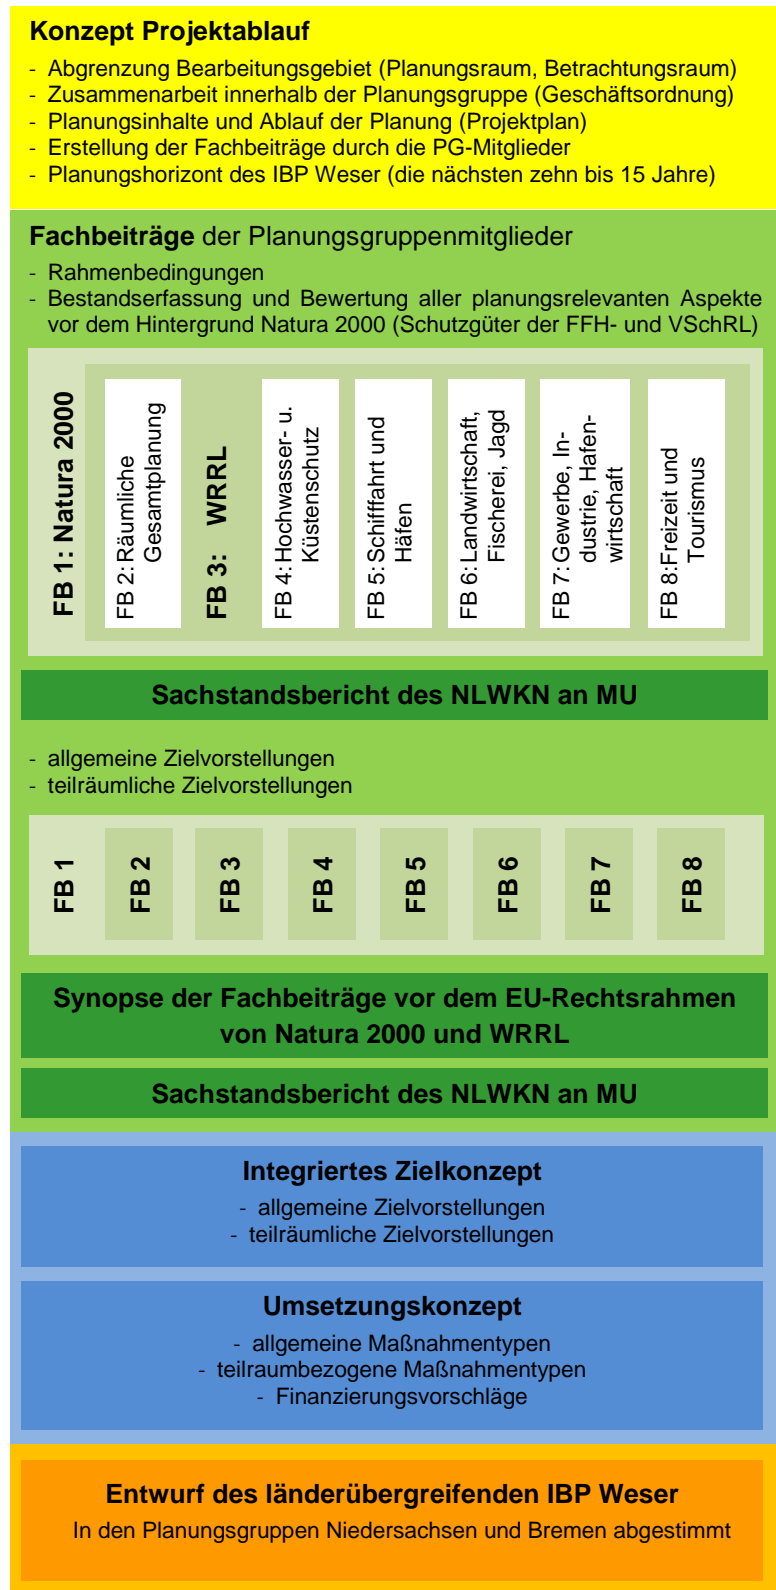 Konzept Projektablauf
- Abgrenzung Bearbeitungsgebiet (Planungsraum, Betrachtungsraum)
- Zusammenarbeit innerhalb der Planungsgruppe (Geschäftsordnung)
- Planungsinhalte und Ablauf der Planung (Projektplan)
- Erstellung der Fachbeiträge durch die PG-Mitglieder
- Planungshorizont des IBP Weser (die nächsten zehn bis 15 Jahre)
Fachbeiträge der Planungsgruppenmitglieder
- Rahmenbedingungen
- Bestandserfassung und Bewertung aller planungsrelevanten Aspekte
vor dem Hintergrund Natura 2000 (Schutzgüter der FFH- und VSchRL)
FB 1: Natura 2000
FB 2: Räumliche
Gesamtplanung
FB 3: WRRL
FB 4: Hochwasser- u.
Küstenschutz
FB 5: Schifffahrt und
Häfen
FB 6: Landwirtschaft,
Fischerei, Jagd
FB 7: Gewerbe, In-
dustrie, Hafen-
wirtschaft
FB 8:Freizeit und
Tourismus
Sachstandsbericht des NLWKN an MU
- allgemeine Zielvorstellungen
- teilräumliche Zielvorstellungen
FB 1
FB 2
FB 3
FB 4
FB 5
FB 6
FB 7
FB 8
Synopse der Fachbeiträge vor dem EU-Rechtsrahmen
von Natura 2000 und WRRL
Sachstandsbericht des NLWKN an MU
Integriertes Zielkonzept
- allgemeine Zielvorstellungen
- teilräumliche Zielvorstellungen
Umsetzungskonzept
- allgemeine Maßnahmentypen
- teilraumbezogene Maßnahmentypen
- Finanzierungsvorschläge
Entwurf des länderübergreifenden IBP Weser
In den Planungsgruppen Niedersachsen und Bremen abgestimmt